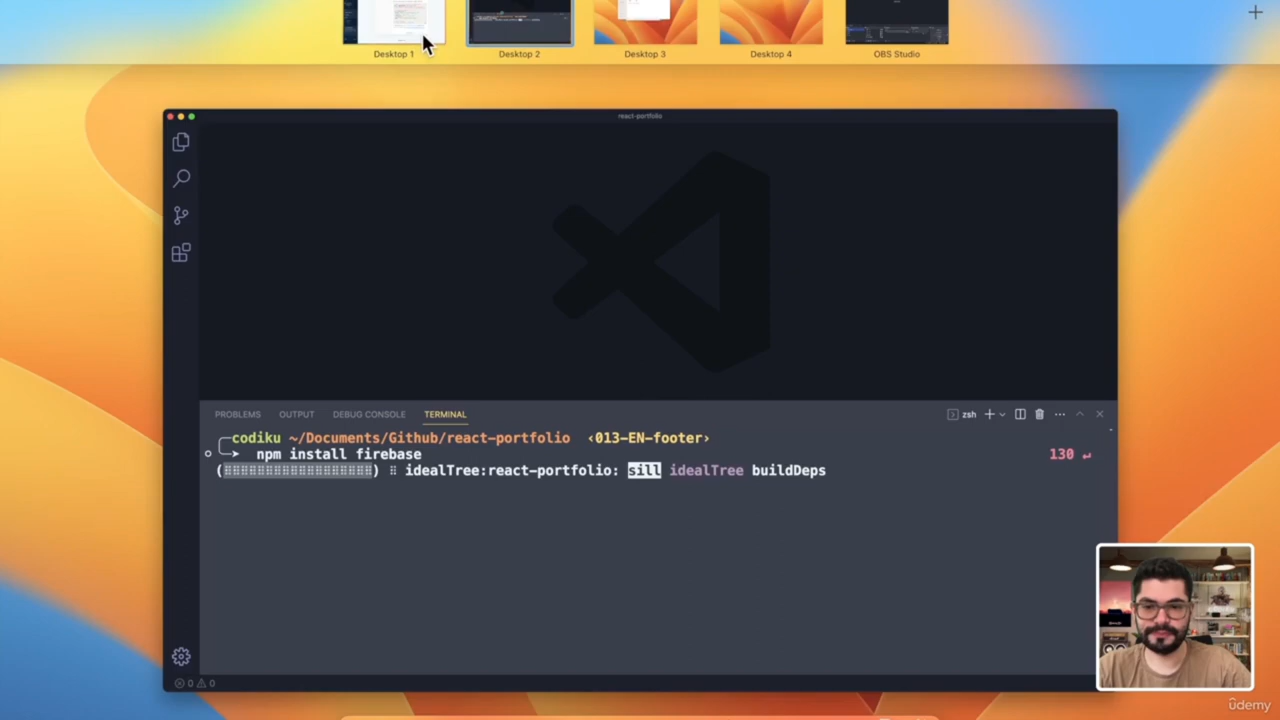 Desktop 1
Desktop 2
Desktop 3
Desktop 4
OBS Studio
react-portfolio
PROBLEMS
OUTPUT
DEBUG CONSOLE
TERMINAL
zsh
codiku ~/Documents/Github/react-portfolio ‹013-EN-footer›
npm install firebase
130 ↵
(⠿⠿⠿⠿⠿⠿⠿⠿⠿⠿⠿⠿⠿⠿⠿⠿⠿⠿) ⠿ idealTree:react-portfolio: sill idealTree buildDeps
0
0
ûdemy